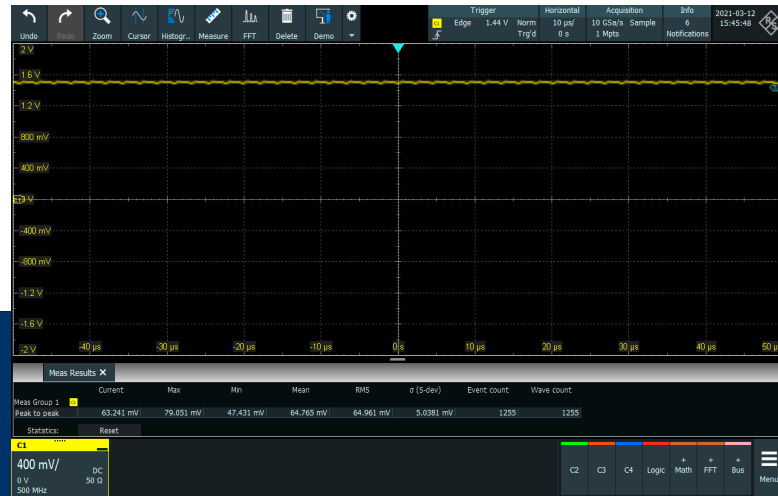 Undo Redo Zoom Cursor Histogr.. Measure FFT Delete Demo
Trigger Horizontal Acquisition Info
C1 Edge 1.44 V Norm 10 µs/ 10 GSa/s Sample 6 2021-03-12
Trg'd 0 s 1 Mpts Notifications 15:45:48
2 V
1.6 V
1.2 V
800 mV
400 mV
0 V
-400 mV
-800 mV
-1.2 V
-1.6 V
-2 V -40 µs -30 µs -20 µs -10 µs 0 s 10 µs 20 µs 30 µs 40 µs 50 µ
Meas Results X
Current Max Min Mean RMS σ (S-dev) Event count Wave count
Meas Group 1 C1
Peak to peak 63.241 mV 79.051 mV 47.431 mV 64.765 mV 64.961 mV 5.0381 mV 1255 1255
Statistics: Reset
C1
400 mV/ DC
0 V 50 Ω
500 MHz
C2 C3 C4 Logic + Math + FFT + Bus Menu